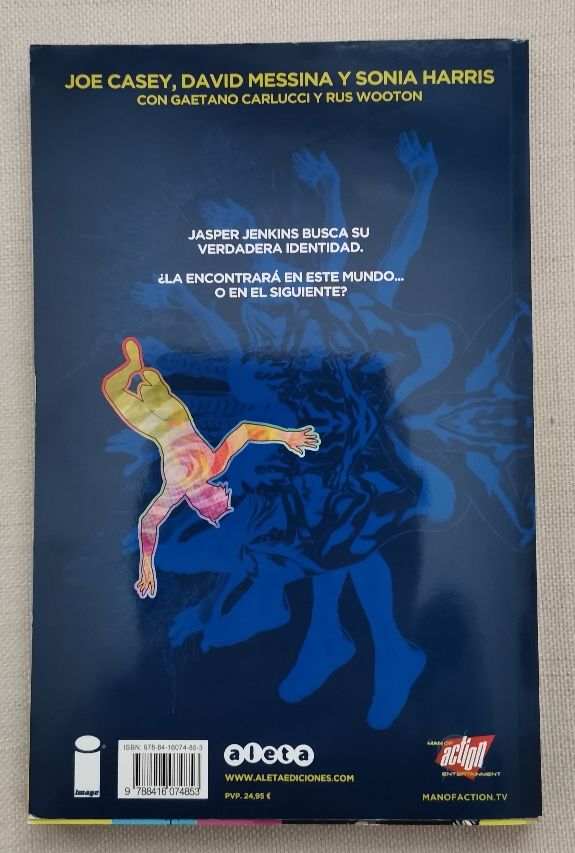 JOE CASEY, DAVID MESSINA Y SONIA HARRIS
CON GAETANO CARLUCCI Y RUS WOOTON
JASPER JENKINS BUSCA SU
VERDADERA IDENTIDAD.
¿LA ENCONTRARÁ EN ESTE MUNDO...
O EN EL SIGUIENTE?
image
ISBN: 978-84-16074-85-3
9 788416 074853
aleta
WWW.ALETAEDICIONES.COM
PVP. 24,95 €
MAN OF
action
ENTERTAINMENT
MANOFACTION.TV